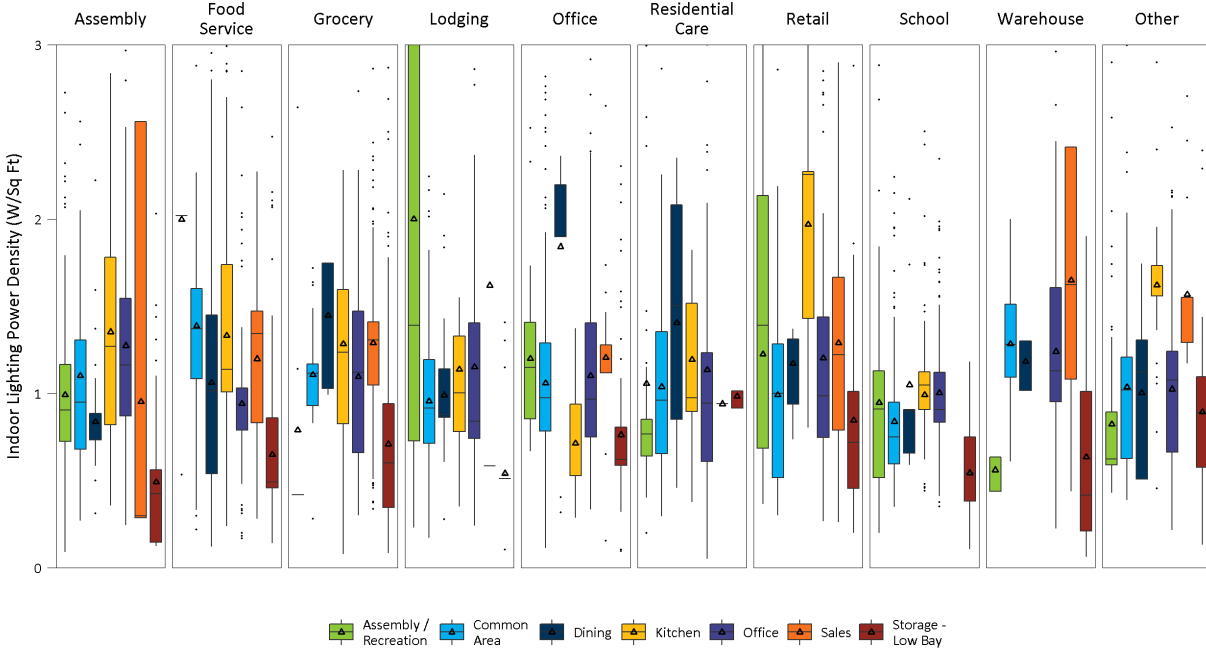 Assembly
Food
Service
Grocery
Lodging
Office
Residential
Care
Retail
School
Warehouse
Other
Indoor Lighting Power Density (W/Sq Ft)
3
2
1
0
Assembly /
Recreation
Common
Area
Dining
Kitchen
Office
Sales
Storage -
Low Bay